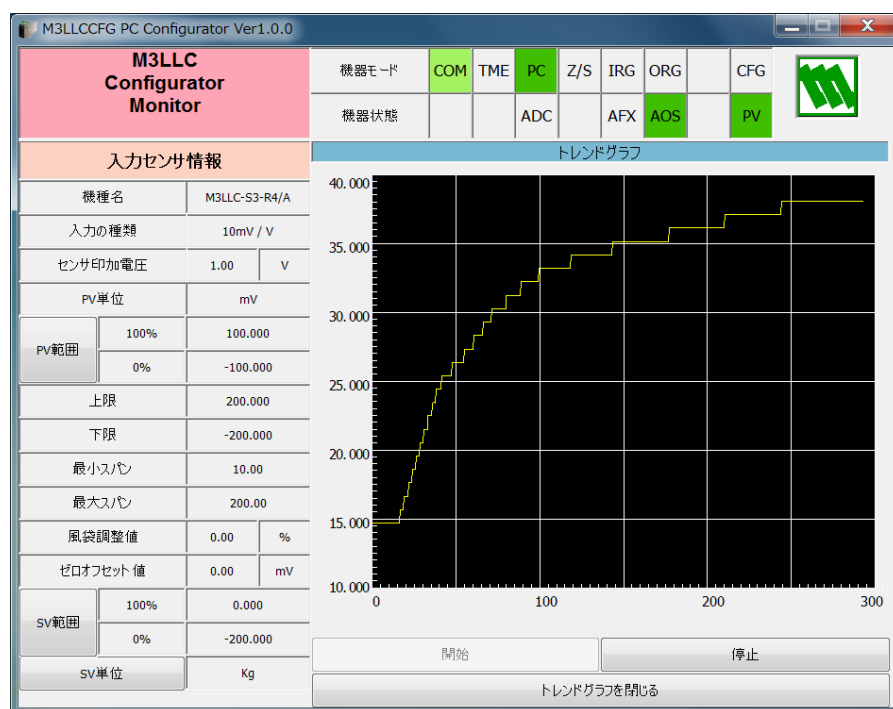 M3LLCCFG PC Configurator Ver1.0.0
M3LLC
Configurator
Monitor
機器モード COM TME PC Z/S IRG ORG CFG
機器状態 ADC AFX AOS PV
入力センサ情報
トレンドグラフ
機種名 M3LLC-S3-R4/A
入力の種類 10mV / V
センサ印加電圧 1.00 V
PV単位 mV
PV範囲
100% 100.000
0% -100.000
上限 200.000
下限 -200.000
最小スパン 10.00
最大スパン 200.00
風袋調整値 0.00 %
ゼロオフセット値 0.00 mV
SV範囲
100% 0.000
0% -200.000
SV単位 Kg
40.000
35.000
30.000
25.000
20.000
15.000
10.000
0 100 200 300
開始 停止
トレンドグラフを閉じる